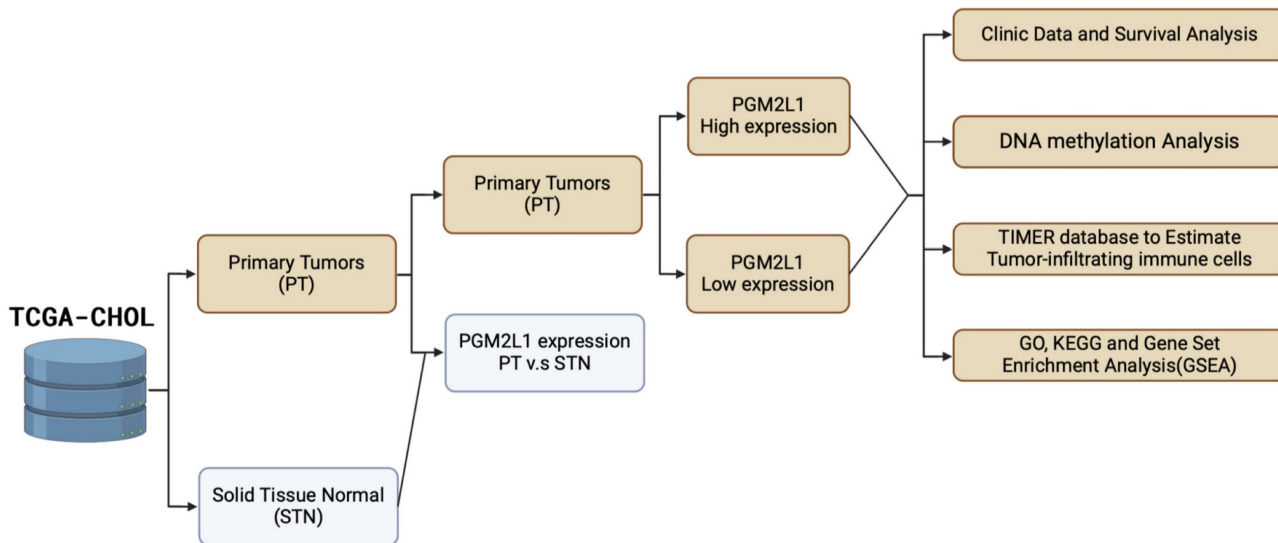 TCGA-CHOL
Primary Tumors
(PT)
Solid Tissue Normal
(STN)
Primary Tumors
(PT)
PGM2L1 expression
PT v.s STN
PGM2L1
High expression
PGM2L1
Low expression
Clinic Data and Survival Analysis
DNA methylation Analysis
TIMER database to Estimate
Tumor-infiltrating immune cells
GO, KEGG and Gene Set
Enrichment Analysis(GSEA)